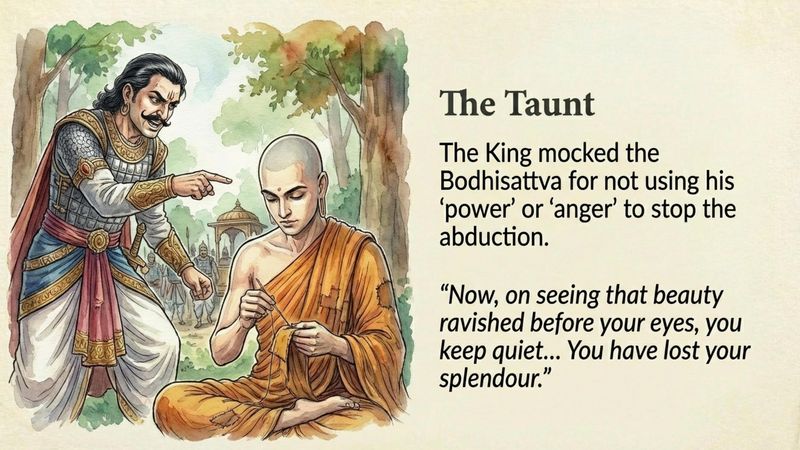 The Taunt
The King mocked the
Bodhisattva for not using his
‘power’ or ‘anger’ to stop the
abduction.
“Now, on seeing that beauty
ravished before your eyes, you
keep quiet... You have lost your
splendour.”